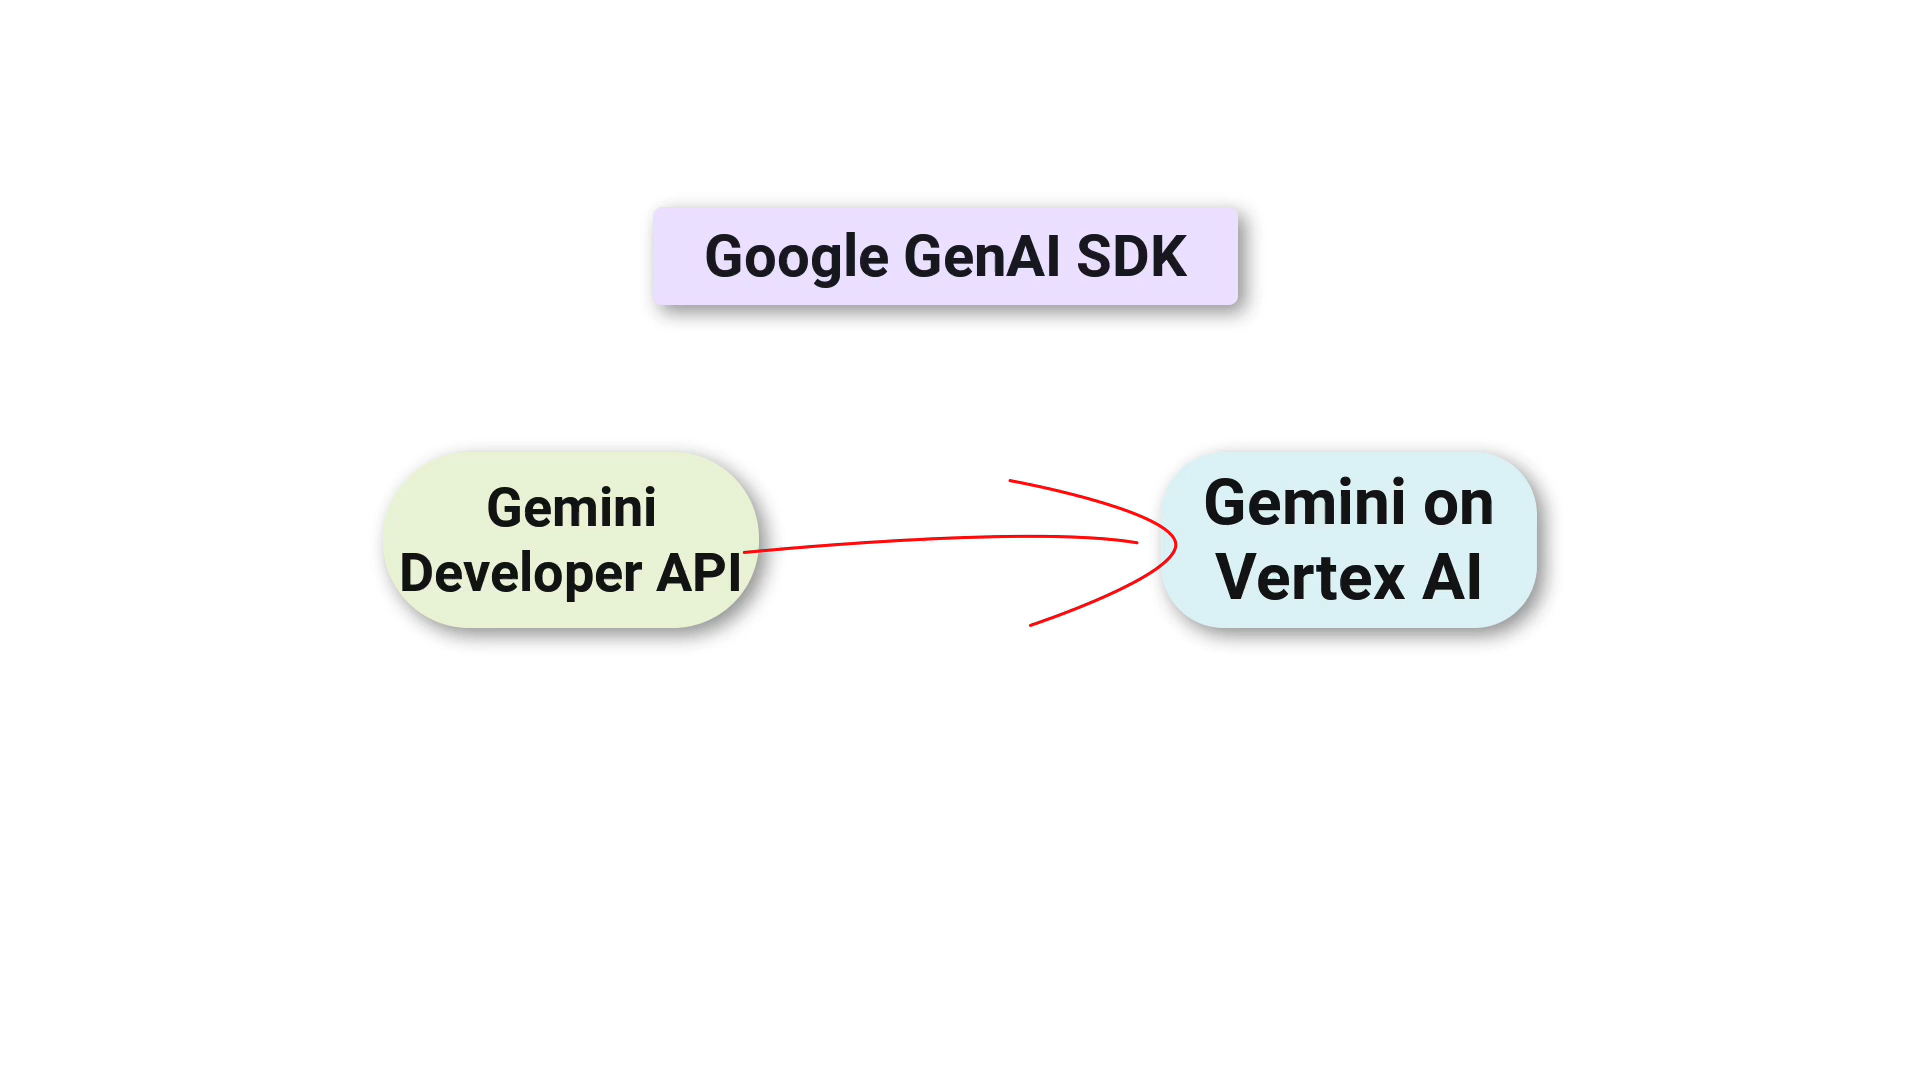 Google GenAI SDK
Gemini
Developer API
Gemini on
Vertex AI